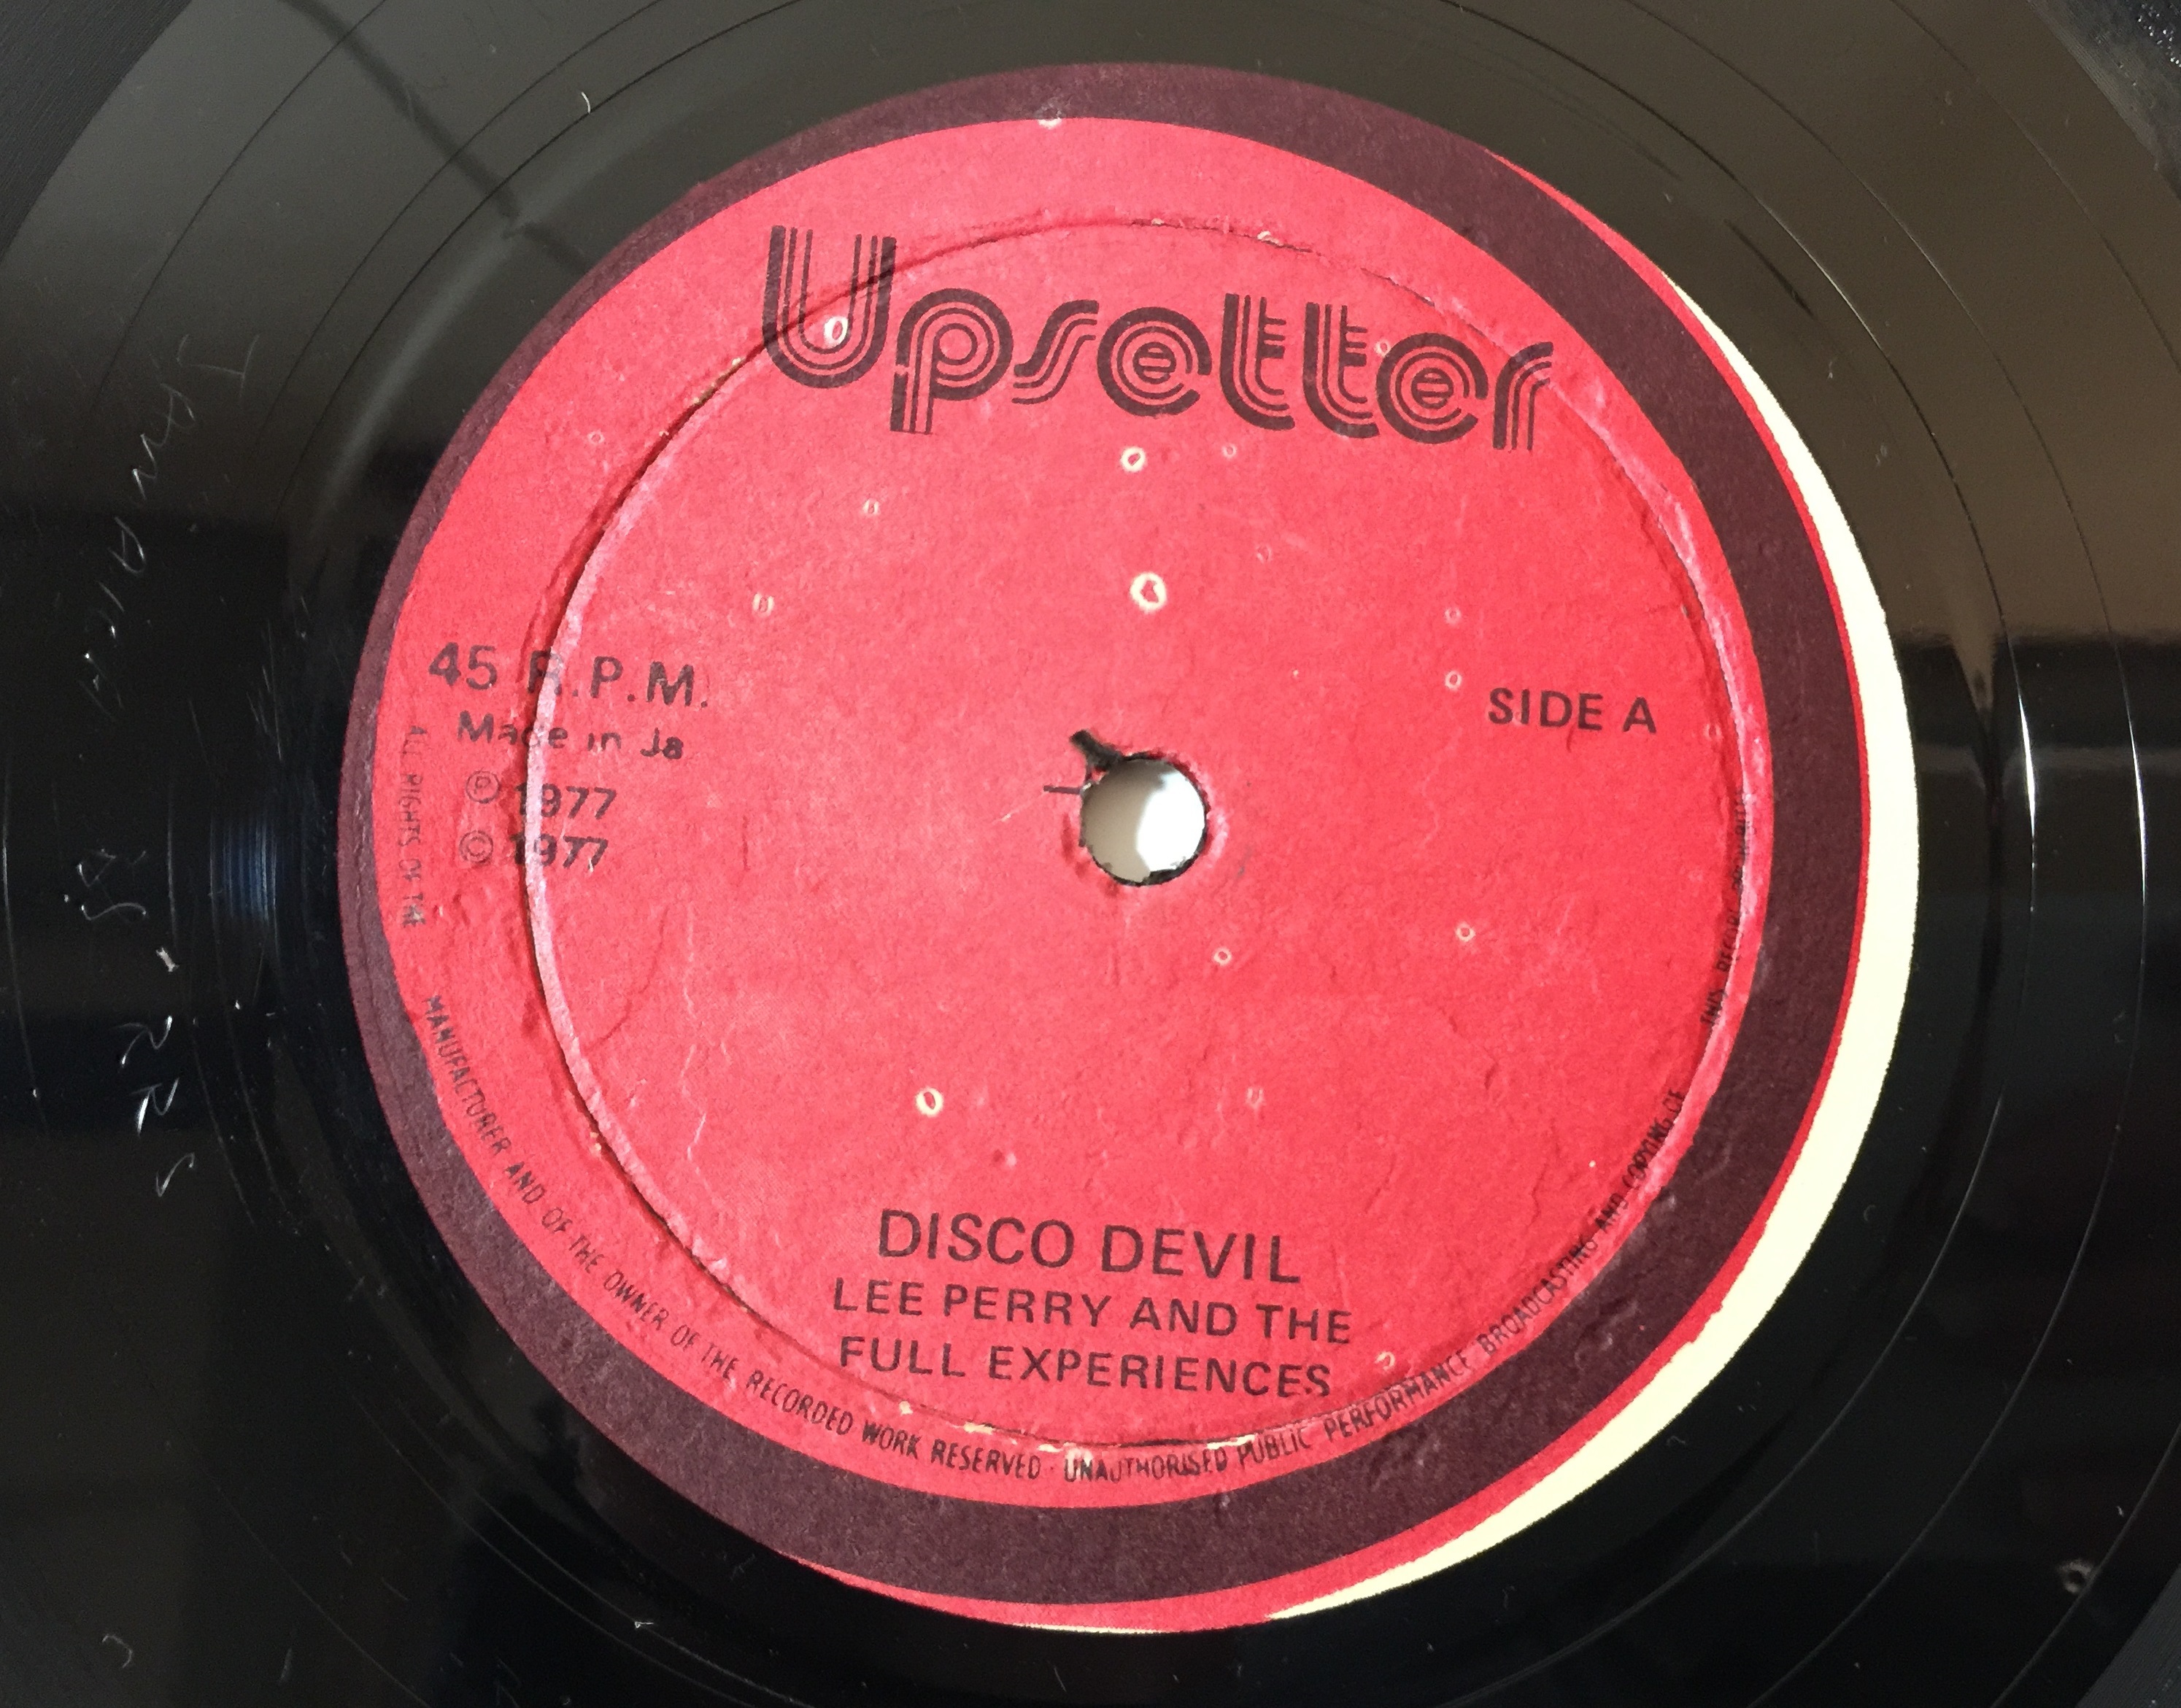 Upsetter
45 R.P.M.
Made in Ja
Ⓟ 1977
© 1977
SIDE A
DISCO DEVIL
LEE PERRY AND THE
FULL EXPERIENCES
ALL RIGHTS OF THE MANUFACTURER AND OF THE OWNER OF THE RECORDED WORK RESERVED · UNAUTHORISED PUBLIC PERFORMANCE BROADCASTING AND COPYING OF THIS RECORD